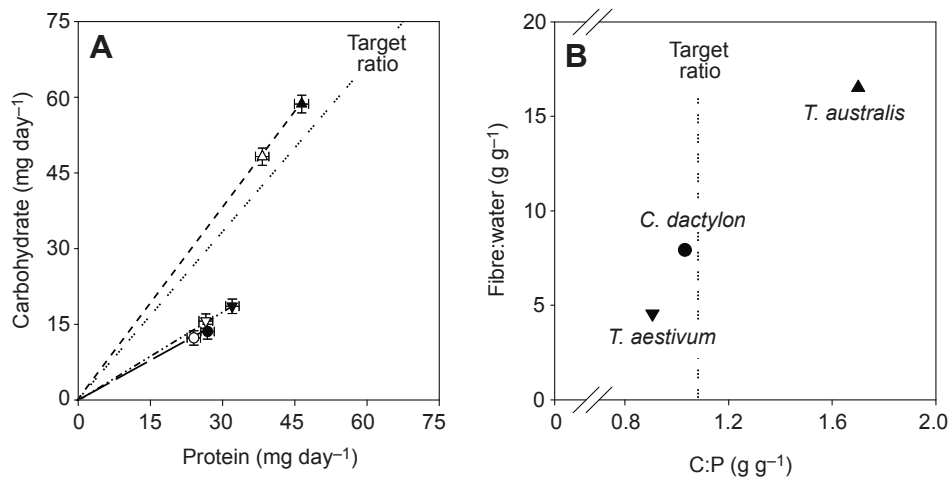 A
75
60
45
30
15
0
Carbohydrate (mg day–1)
Target
ratio
0 15 30 45 60 75
Protein (mg day–1)
B
20
15
10
5
0
Fibre:water (g g–1)
Target
ratio
T. australis
C. dactylon
T. aestivum
0 0.8 1.2 1.6 2.0
C:P (g g–1)